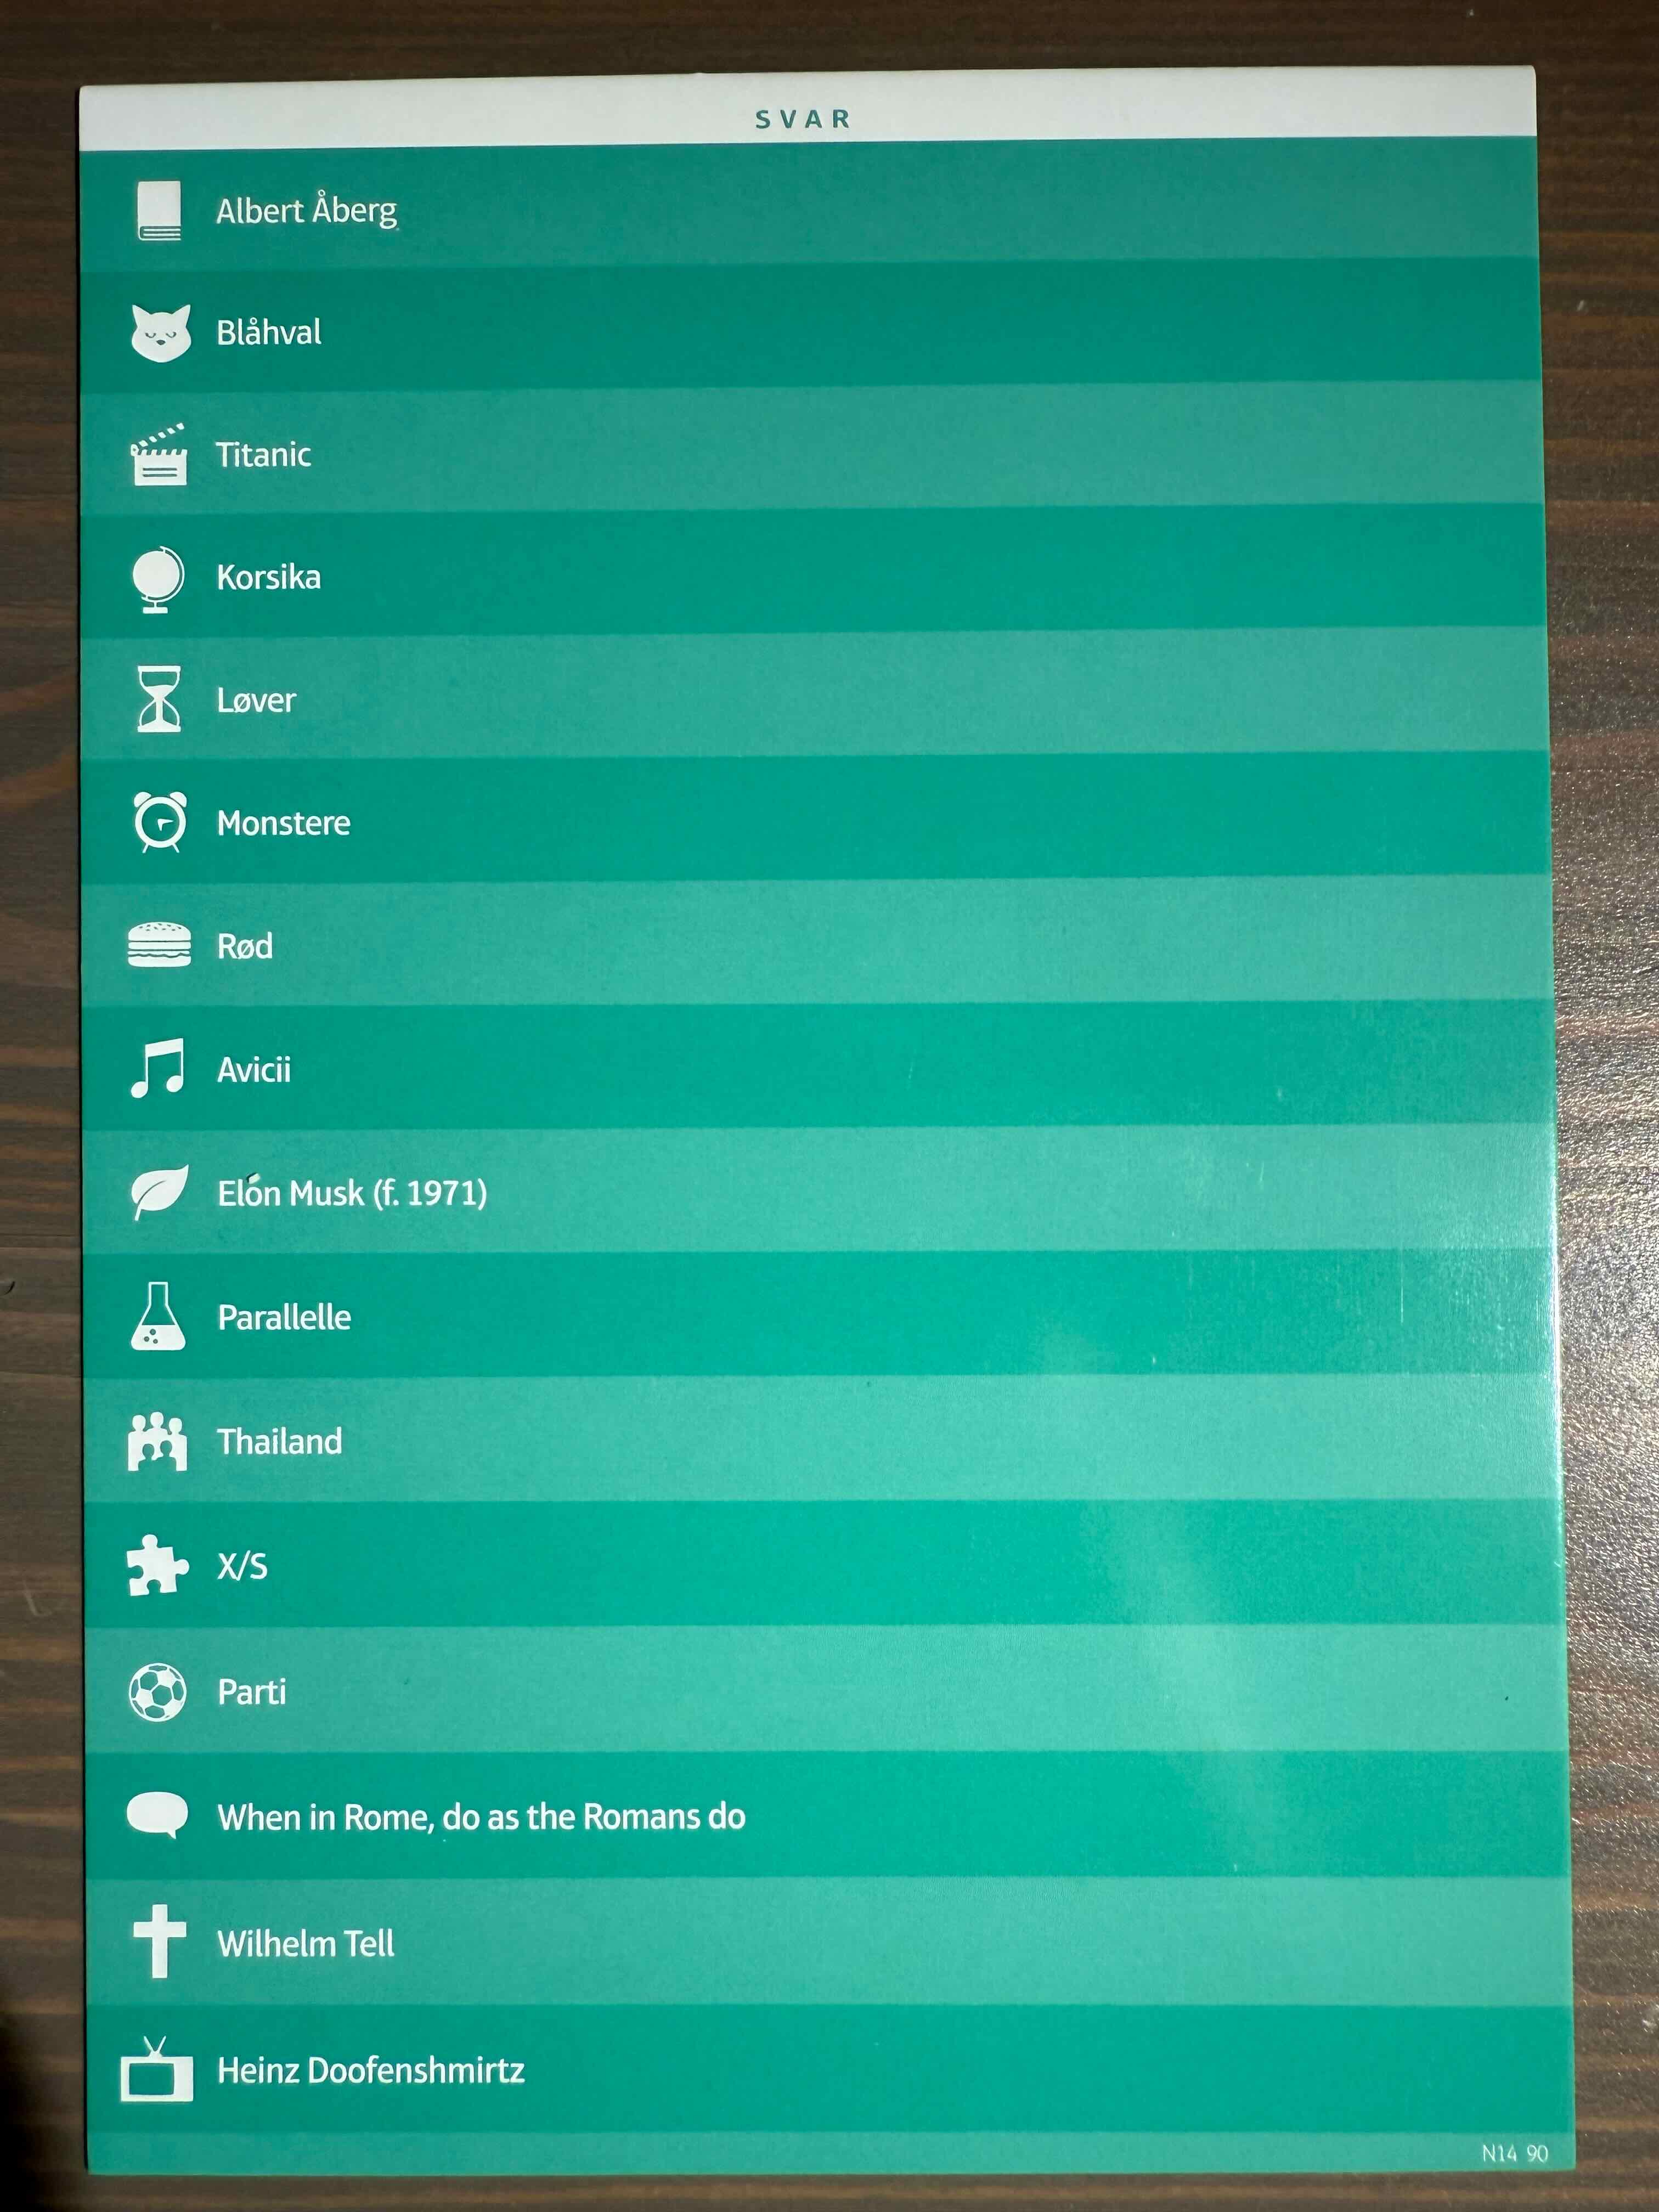 SVAR
Albert Åberg
Blåhval
Titanic
Korsika
Løver
Monstere
Rød
Avicii
Elon Musk (f. 1971)
Parallelle
Thailand
X/S
Parti
When in Rome, do as the Romans do
Wilhelm Tell
Heinz Doofenshmirtz
N14 90